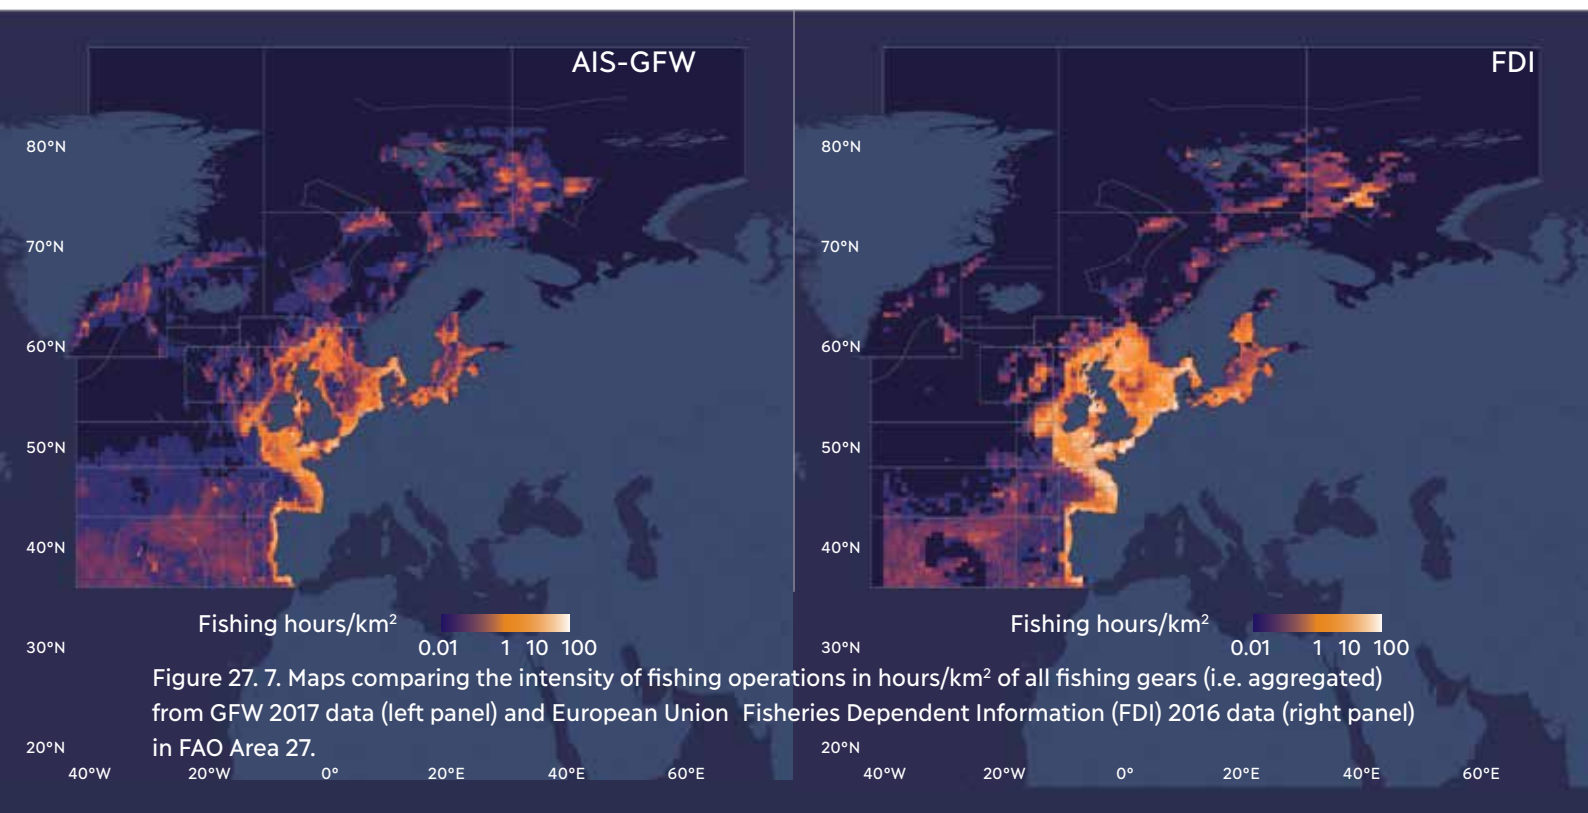 AIS-GFW
FDI
80°N
70°N
60°N
50°N
40°N
30°N
20°N
40°W 20°W 0° 20°E 40°E 60°E
80°N
70°N
60°N
50°N
40°N
30°N
20°N
40°W 20°W 0° 20°E 40°E 60°E
Fishing hours/km²
0.01 1 10 100
Fishing hours/km²
0.01 1 10 100
Figure 27. 7. Maps comparing the intensity of fishing operations in hours/km² of all fishing gears (i.e. aggregated)
from GFW 2017 data (left panel) and European Union Fisheries Dependent Information (FDI) 2016 data (right panel)
in FAO Area 27.